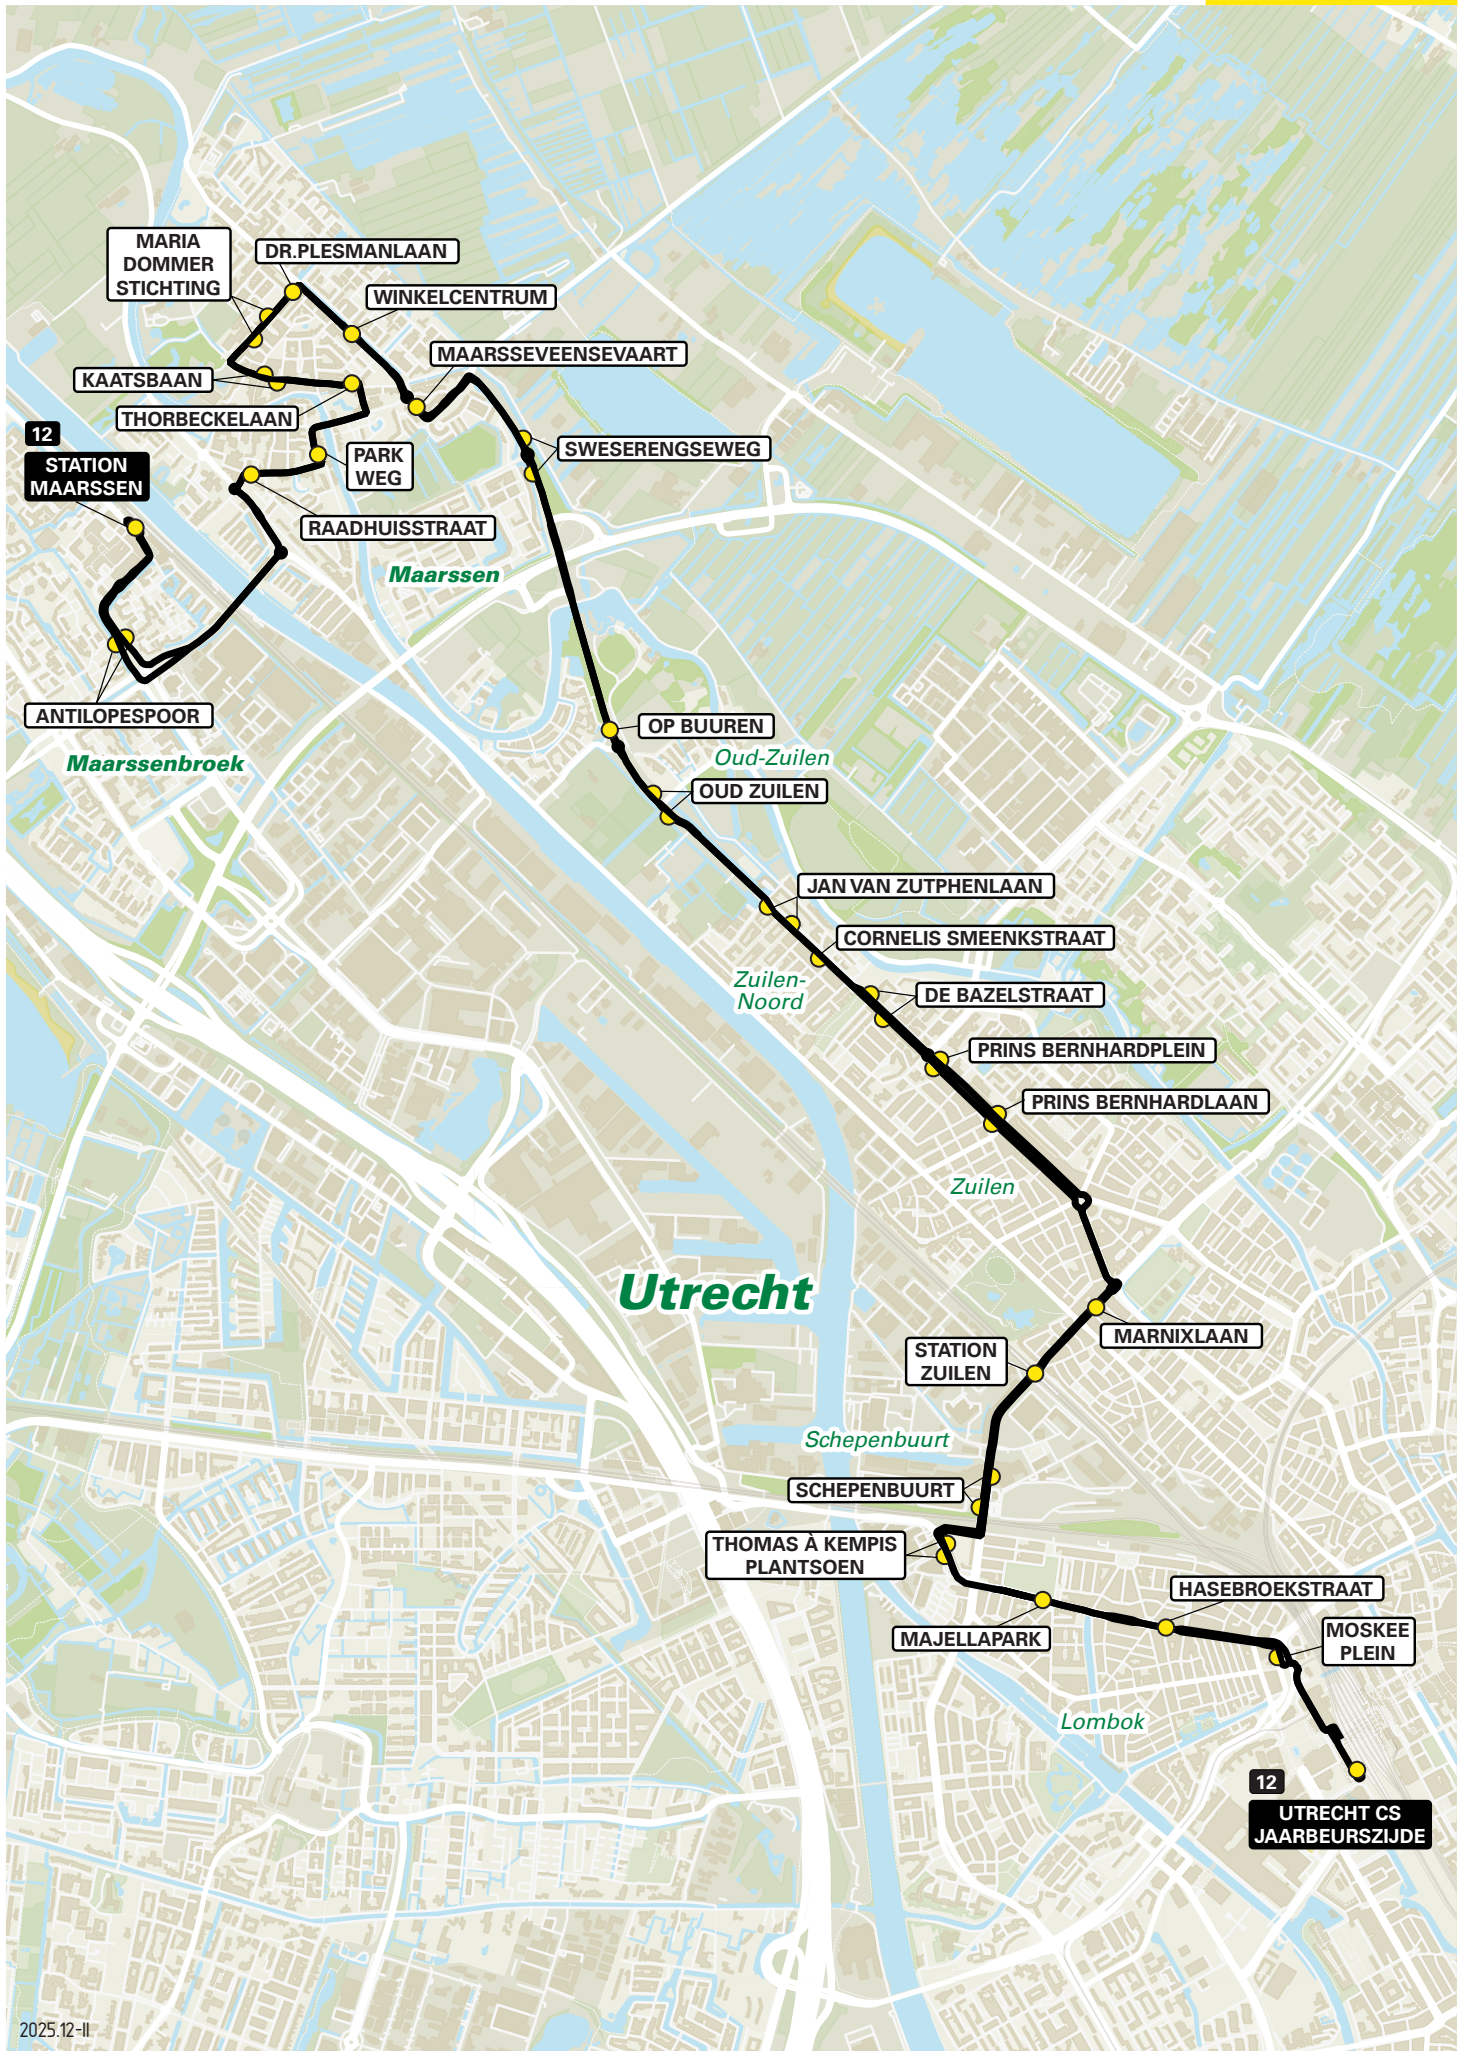 MARIA
DOMMER
STICHTING
DR.PLESMANLAAN
WINKELCENTRUM
MAARSSEVEENSEVAART
KAATSBAAN
THORBECKELAAN
12
STATION
MAARSSEN
PARK
WEG
SWESERENGSEWEG
RAADHUISSTRAAT
Maarssen
ANTILOPESPOOR
Maarssenbroek
OP BUUREN
Oud-Zuilen
OUD ZUILEN
JAN VAN ZUTPHENLAAN
CORNELIS SMEENKSTRAAT
Zuilen-
Noord
DE BAZELSTRAAT
PRINS BERNHARDPLEIN
PRINS BERNHARDLAAN
Zuilen
Utrecht
MARNIXLAAN
STATION
ZUILEN
Schepenbuurt
SCHEPENBUURT
THOMAS À KEMPIS
PLANTSOEN
HASEBROEKSTRAAT
MAJELLAPARK
MOSKEE
PLEIN
Lombok
12
UTRECHT CS
JAARBEURSZIJDE
2025.12-II